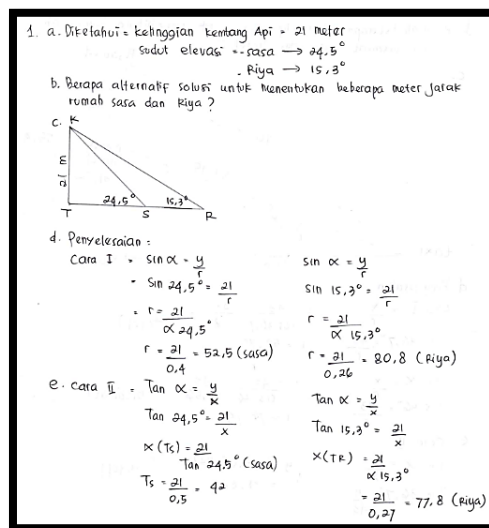 1. a. Diketahui = ketinggian kentang Api = 21 meter
sudut elevasi -- sasa → 24,5°
. Riya → 15,3°
b. Berapa alternatif solusi untuk menentukan beberapa meter jarak
rumah sasa dan Riya ?
c. K
21 m
24,5° 15,3°
T S R
d. Penyelesaian :
Cara I = sin α = y/r
= sin 24,5° = 21/r
= r = 21/α 24,5°
r = 21/0,4 = 52,5 (sasa)
sin α = y/r
sin 15,3° = 21/r
r = 21/α 15,3°
r = 21/0,26 = 80,8 (Riya)
e. cara II = Tan α = y/x
Tan 24,5° = 21/x
x (Ts) = 21/Tan 24,5° (sasa)
Ts = 21/0,5 = 42
Tan α = y/x
Tan 15,3° = 21/x
x (TR) = 21/α 15,3°
= 21/0,27 = 77,8 (Riya)